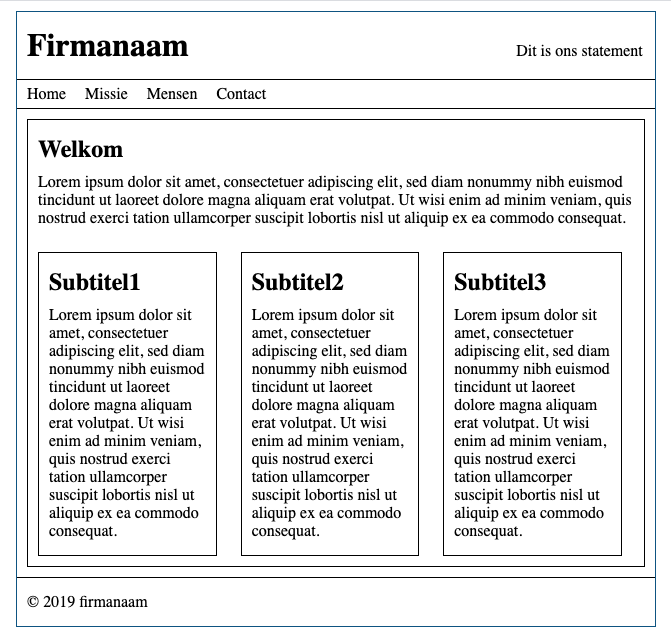 Firmanaam
Dit is ons statement
Home Missie Mensen Contact
Welkom
Lorem ipsum dolor sit amet, consectetuer adipiscing elit, sed diam nonummy nibh euismod
tincidunt ut laoreet dolore magna aliquam erat volutpat. Ut wisi enim ad minim veniam, quis
nostrud exerci tation ullamcorper suscipit lobortis nisl ut aliquip ex ea commodo consequat.
Subtitel1
Lorem ipsum dolor sit
amet, consectetuer
adipiscing elit, sed diam
nonummy nibh euismod
tincidunt ut laoreet
dolore magna aliquam
erat volutpat. Ut wisi
enim ad minim veniam,
quis nostrud exerci
tation ullamcorper
suscipit lobortis nisl ut
aliquip ex ea commodo
consequat.
Subtitel2
Lorem ipsum dolor sit
amet, consectetuer
adipiscing elit, sed diam
nonummy nibh euismod
tincidunt ut laoreet
dolore magna aliquam
erat volutpat. Ut wisi
enim ad minim veniam,
quis nostrud exerci
tation ullamcorper
suscipit lobortis nisl ut
aliquip ex ea commodo
consequat.
Subtitel3
Lorem ipsum dolor sit
amet, consectetuer
adipiscing elit, sed diam
nonummy nibh euismod
tincidunt ut laoreet
dolore magna aliquam
erat volutpat. Ut wisi
enim ad minim veniam,
quis nostrud exerci
tation ullamcorper
suscipit lobortis nisl ut
aliquip ex ea commodo
consequat.
© 2019 firmanaam